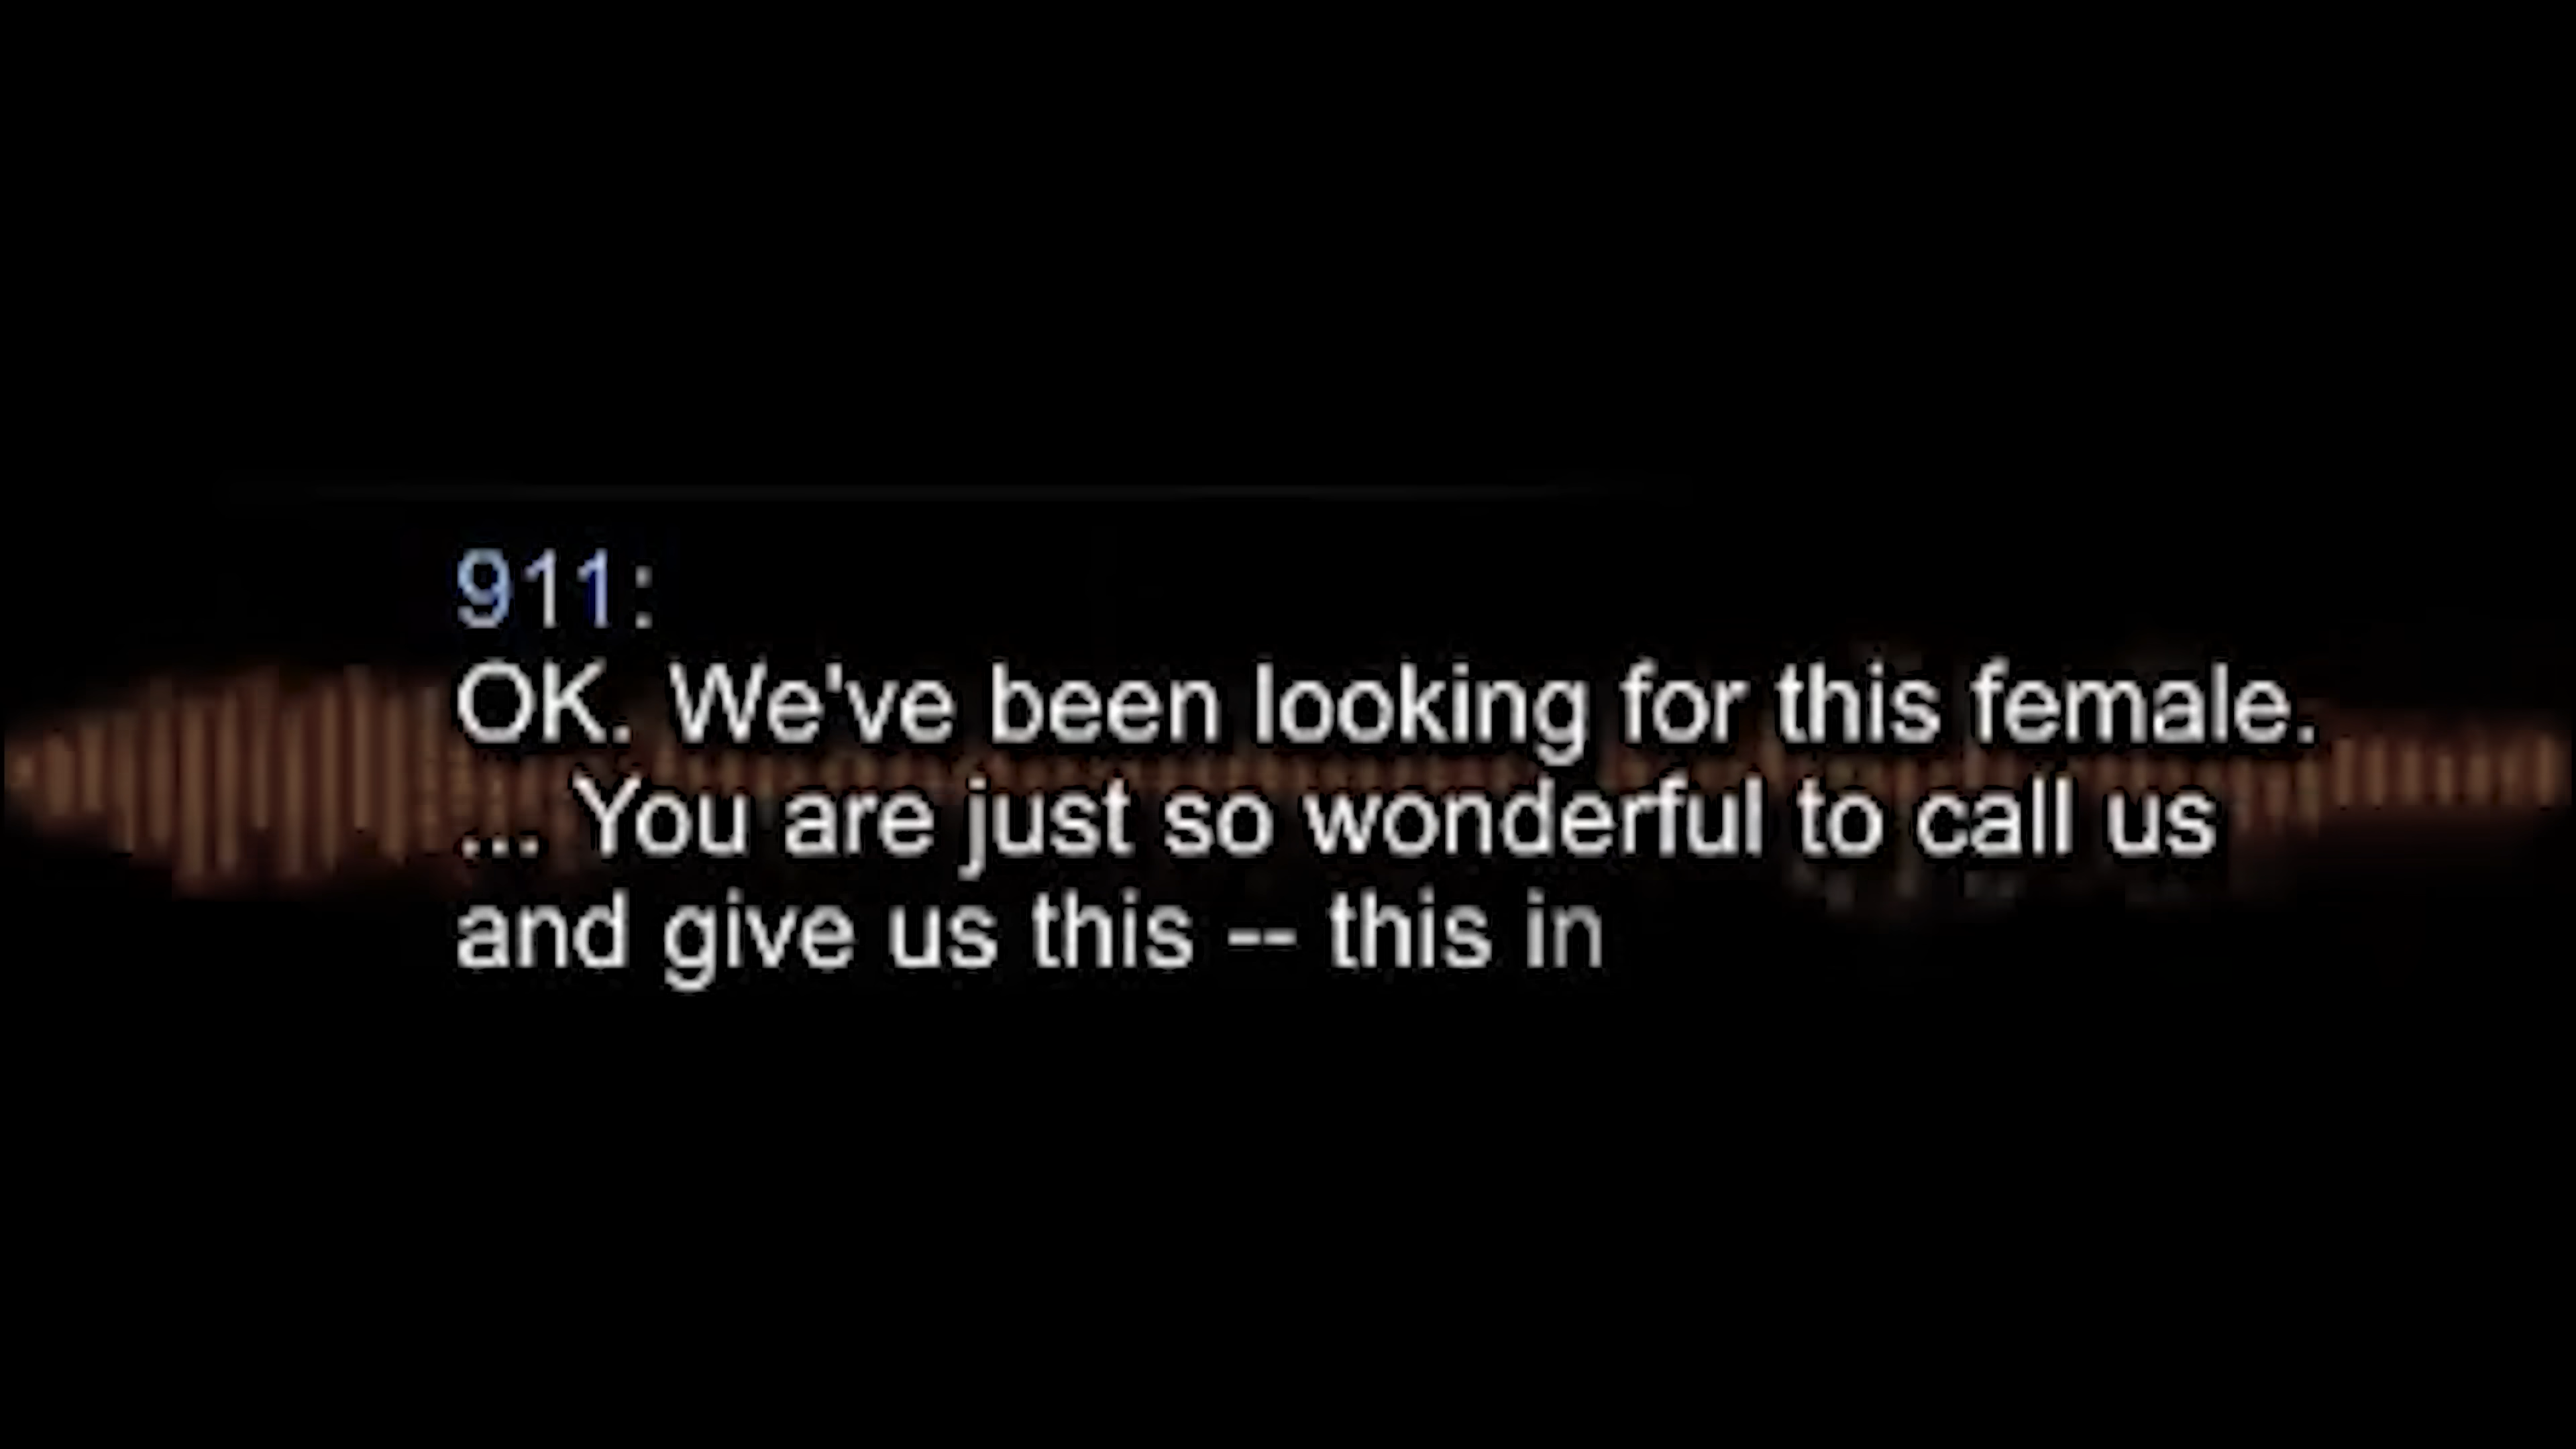 911:
OK. We've been looking for this female.
... You are just so wonderful to call us
and give us this -- this in